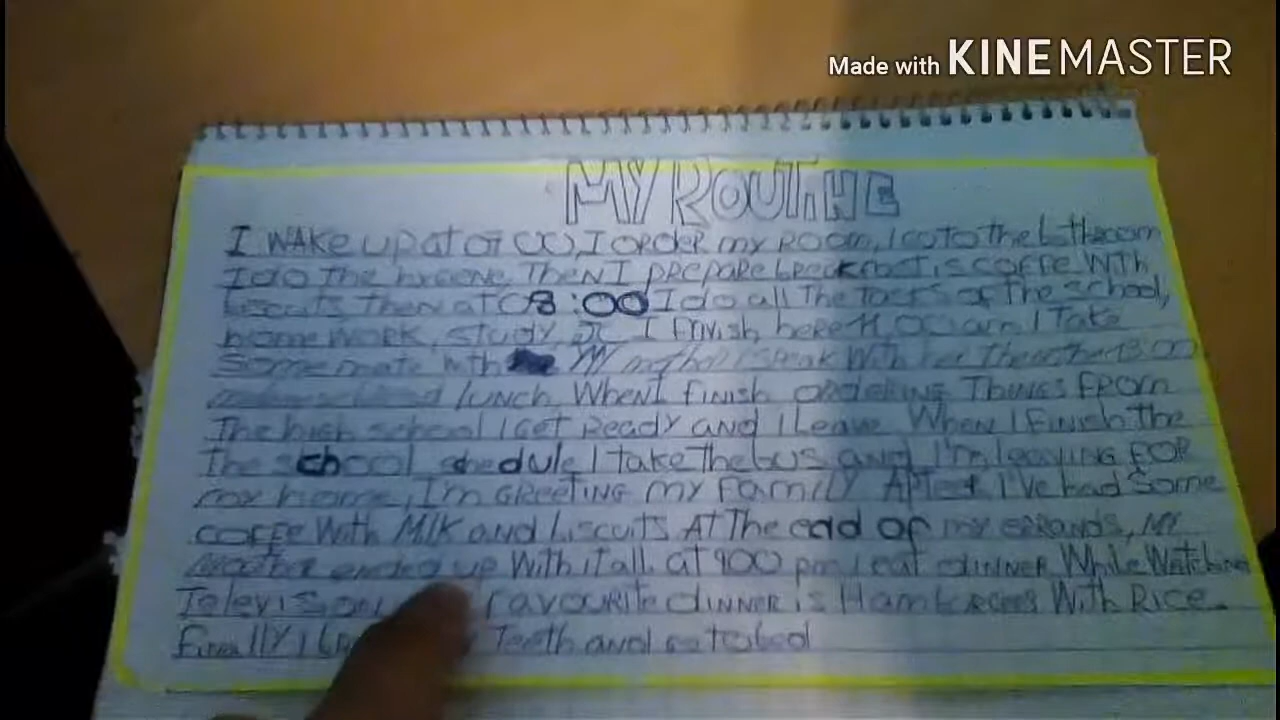 Made with KINEMASTER
MY ROUTINE
I WAKE up at 07 00, I ORDER my ROOM, I go to the bathroom
I do The hygiene, Then I PREPARE breakfast, is COFFE With
biscuits Then at 08:00 I do all The Tasks of The school,
home WORK, study, I finish here 11 00 am I Take
Some mate With My mother I speak With her Then the 13:00
lunch When I finish ORDERING THINGS FROM
The high school I GET READY AND I Leave When I Finish The
The school schedule I take The bus and I'm leaving FOR
my home, I'm GREETING my FAMILY After I've had Some
COFFE With MILK and biscuits AT The end OF my ERRANDS, MY
mother ended up With it all. at 900 pm I eat dINNER While Watching
Television FAVOURITE dINNER is HambURGERS With RICE.
Finally I Teeth and go to bed